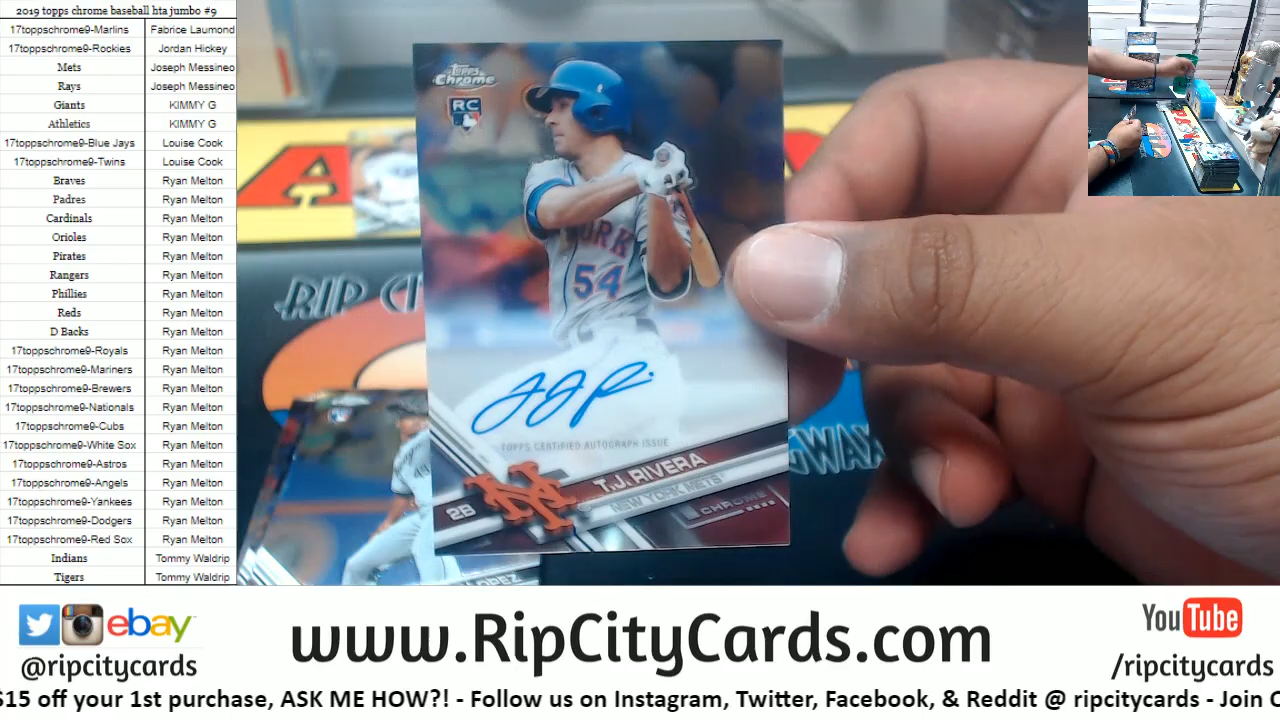 2019 topps chrome baseball hta jumbo #9
17toppschrome9-Marlins Fabrice Laumond
17toppschrome9-Rockies Jordan Hickey
Mets Joseph Messineo
Rays Joseph Messineo
Giants KIMMY G
Athletics KIMMY G
17toppschrome9-Blue Jays Louise Cook
17toppschrome9-Twins Louise Cook
Braves Ryan Melton
Padres Ryan Melton
Cardinals Ryan Melton
Orioles Ryan Melton
Pirates Ryan Melton
Rangers Ryan Melton
Phillies Ryan Melton
Reds Ryan Melton
D Backs Ryan Melton
17toppschrome9-Royals Ryan Melton
17toppschrome9-Mariners Ryan Melton
17toppschrome9-Brewers Ryan Melton
17toppschrome9-Nationals Ryan Melton
17toppschrome9-Cubs Ryan Melton
17toppschrome9-White Sox Ryan Melton
17toppschrome9-Astros Ryan Melton
17toppschrome9-Angels Ryan Melton
17toppschrome9-Yankees Ryan Melton
17toppschrome9-Dodgers Ryan Melton
17toppschrome9-Red Sox Ryan Melton
Indians Tommy Waldrip
Tigers Tommy Waldrip
Topps
Chrome
RC
YORK
54
TOPPS CERTIFIED AUTOGRAPH ISSUE
T.J. RIVERA
2B
NEW YORK METS
CHROME
RIP
LOPEZ
ebay
@ripcitycards
www.RipCityCards.com
YouTube
/ripcitycards
$15 off your 1st purchase, ASK ME HOW?! - Follow us on Instagram, Twitter, Facebook, & Reddit @ ripcitycards - Join